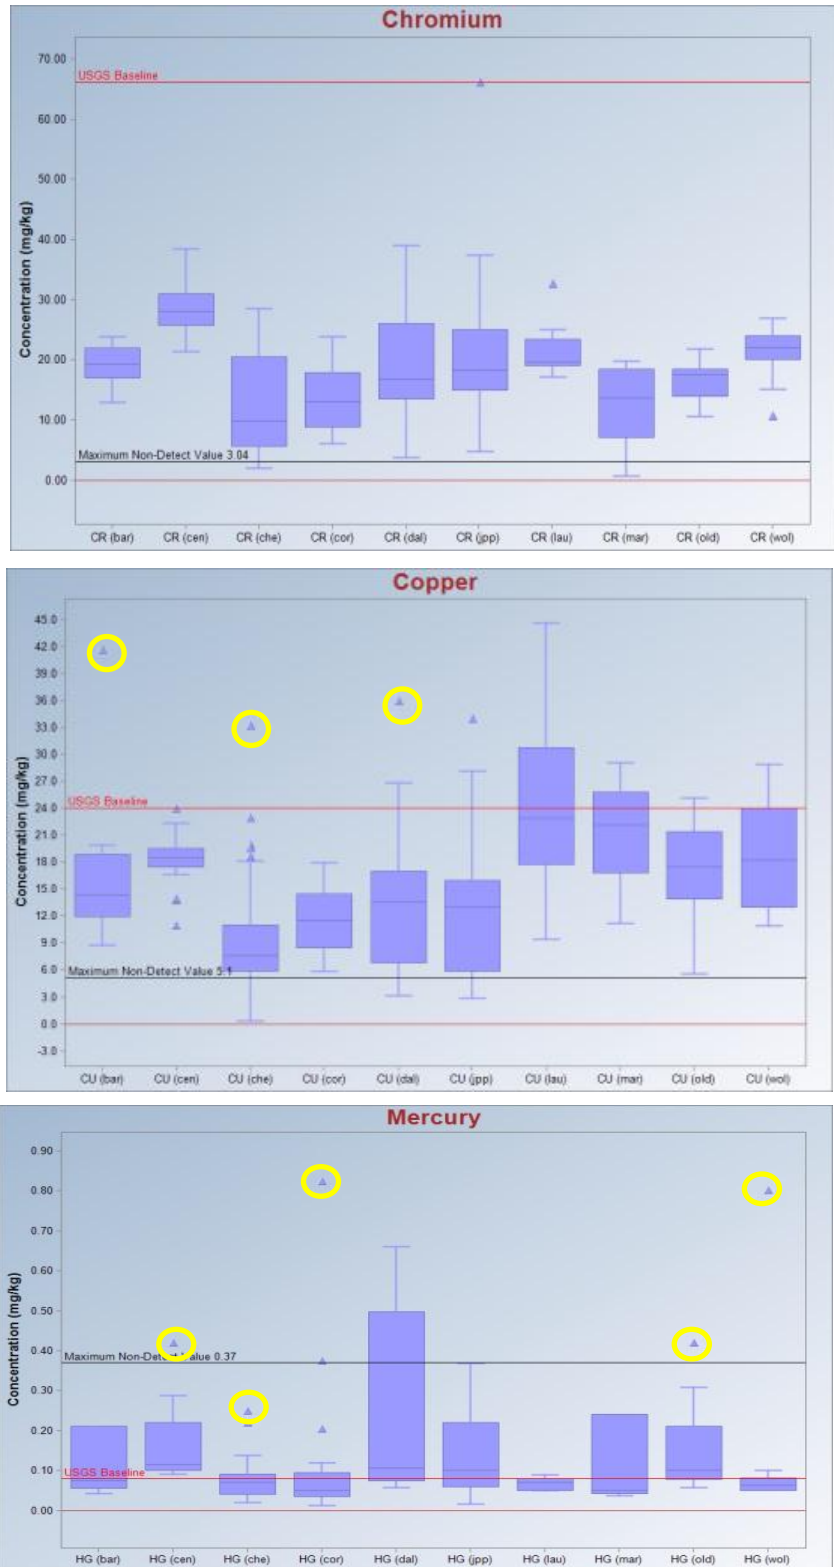 Chromium
70.00
USGS Baseline
60.00
50.00
40.00
30.00
20.00
10.00
Maximum Non-Detect Value 3.04
0.00
Concentration (mg/kg)
CR (bar) CR (cen) CR (che) CR (cor) CR (dal) CR (jpp) CR (lau) CR (mar) CR (old) CR (wol)
Copper
45.0
42.0
39.0
36.0
33.0
30.0
27.0
USGS Baseline
24.0
21.0
18.0
15.0
12.0
9.0
6.0
Maximum Non-Detect Value 5.1
3.0
0.0
-3.0
Concentration (mg/kg)
CU (bar) CU (cen) CU (che) CU (cor) CU (dal) CU (jpp) CU (lau) CU (mar) CU (old) CU (wol)
Mercury
0.90
0.80
0.70
0.60
0.50
0.40
Maximum Non-Detect Value 0.37
0.30
0.20
0.10
USGS Baseline
0.00
Concentration (mg/kg)
HG (bar) HG (cen) HG (che) HG (cor) HG (dal) HG (jpp) HG (lau) HG (mar) HG (old) HG (wol)